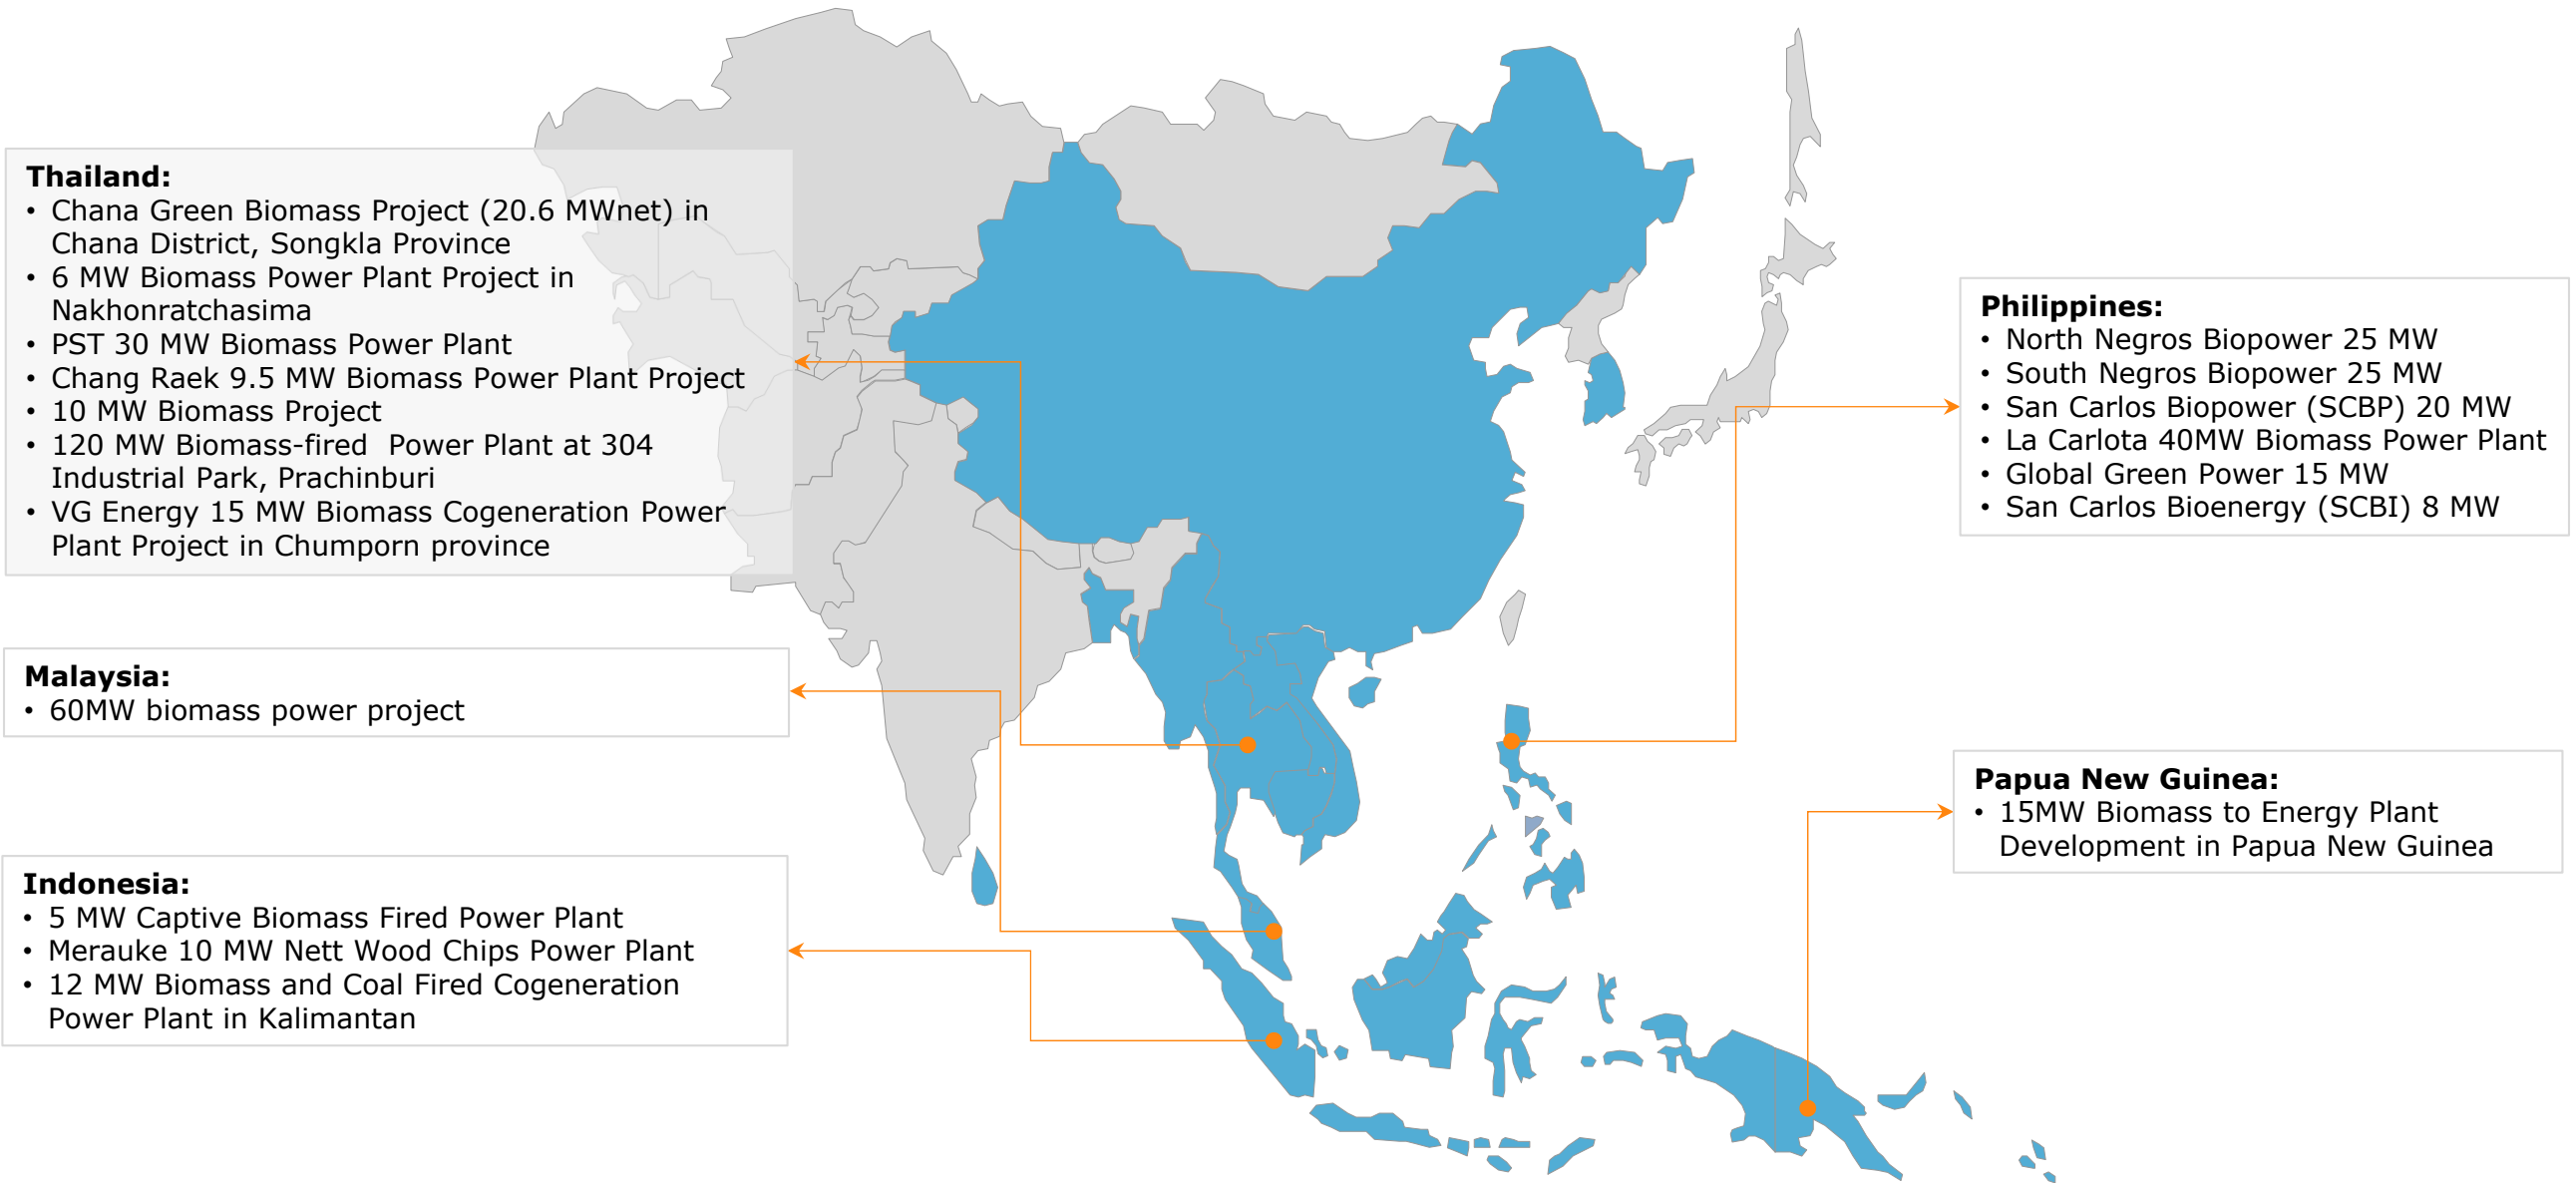 Thailand:
• Chana Green Biomass Project (20.6 MWnet) in
Chana District, Songkla Province
• 6 MW Biomass Power Plant Project in
Nakhonratchasima
• PST 30 MW Biomass Power Plant
• Chang Raek 9.5 MW Biomass Power Plant Project
• 10 MW Biomass Project
• 120 MW Biomass-fired  Power Plant at 304
Industrial Park, Prachinburi
• VG Energy 15 MW Biomass Cogeneration Power
Plant Project in Chumporn province
Malaysia:
• 60MW biomass power project
Indonesia:
• 5 MW Captive Biomass Fired Power Plant
• Merauke 10 MW Nett Wood Chips Power Plant
• 12 MW Biomass and Coal Fired Cogeneration
Power Plant in Kalimantan
Philippines:
• North Negros Biopower 25 MW
• South Negros Biopower 25 MW
• San Carlos Biopower (SCBP) 20 MW
• La Carlota 40MW Biomass Power Plant
• Global Green Power 15 MW
• San Carlos Bioenergy (SCBI) 8 MW
Papua New Guinea:
• 15MW Biomass to Energy Plant
Development in Papua New Guinea